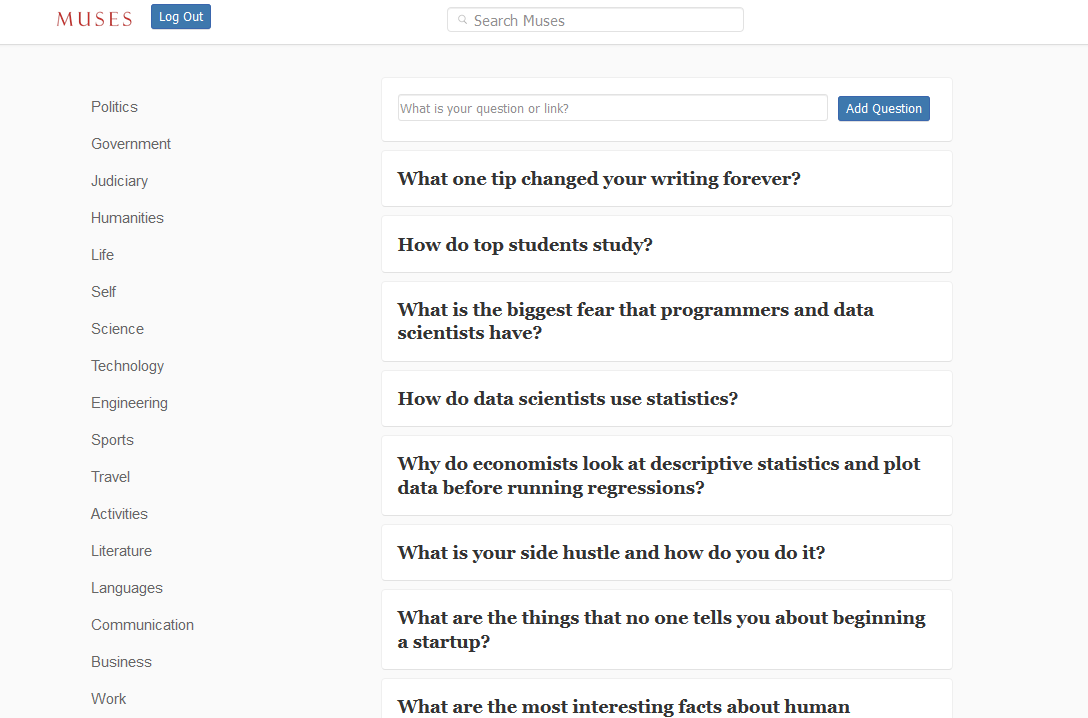 MUSES
Log Out
Search Muses
Politics
Government
Judiciary
Humanities
Life
Self
Science
Technology
Engineering
Sports
Travel
Activities
Literature
Languages
Communication
Business
Work
What is your question or link?
Add Question
What one tip changed your writing forever?
How do top students study?
What is the biggest fear that programmers and data
scientists have?
How do data scientists use statistics?
Why do economists look at descriptive statistics and plot
data before running regressions?
What is your side hustle and how do you do it?
What are the things that no one tells you about beginning
a startup?
What are the most interesting facts about human